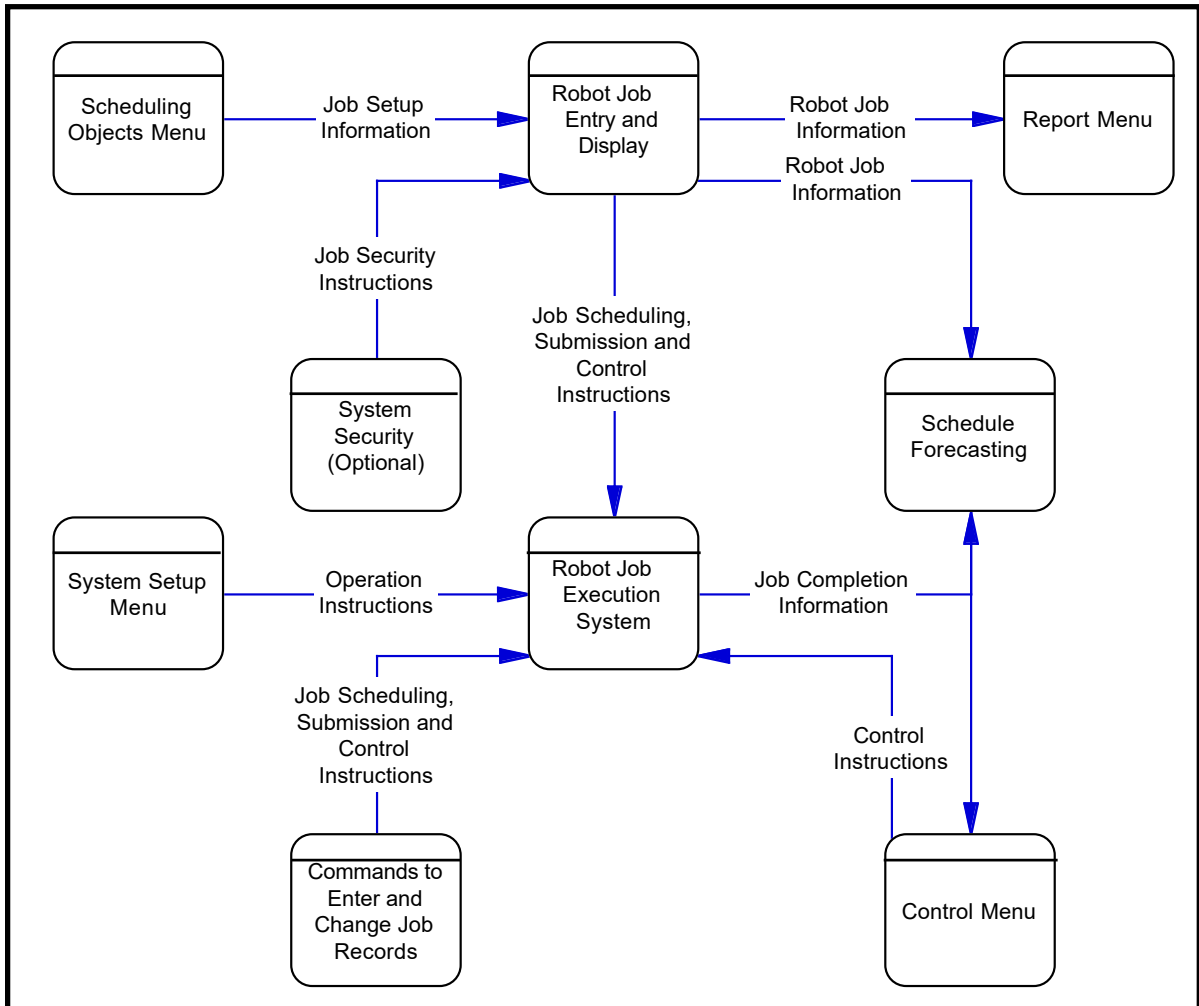 Scheduling
Objects Menu
Job Setup
Information
Robot Job
Entry and
Display
Robot Job
Information
Report Menu
Robot Job
Information
Job Security
Instructions
Job Scheduling,
Submission and
Control
Instructions
System
Security
(Optional)
Schedule
Forecasting
System Setup
Menu
Operation
Instructions
Robot Job
Execution
System
Job Completion
Information
Job Scheduling,
Submission and
Control
Instructions
Control
Instructions
Commands to
Enter and
Change Job
Records
Control Menu